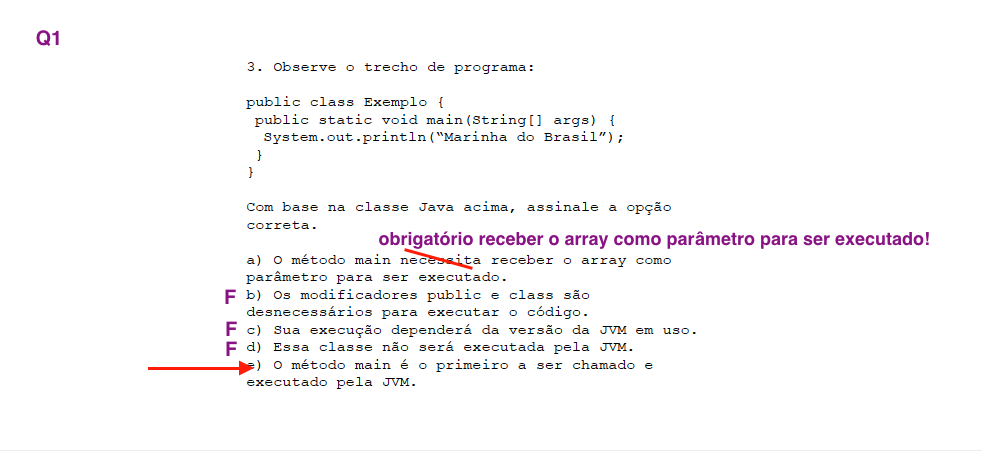 Q1
3. Observe o trecho de programa:
public class Exemplo {
public static void main(String[] args) {
System.out.println(“Marinha do Brasil”);
}
}
Com base na classe Java acima, assinale a opção
correta.
obrigatório receber o array como parâmetro para ser executado!
a) O método main necessita receber o array como
parâmetro para ser executado.
F b) Os modificadores public e class são
desnecessários para executar o código.
F c) Sua execução dependerá da versão da JVM em uso.
F d) Essa classe não será executada pela JVM.
e) O método main é o primeiro a ser chamado e
executado pela JVM.